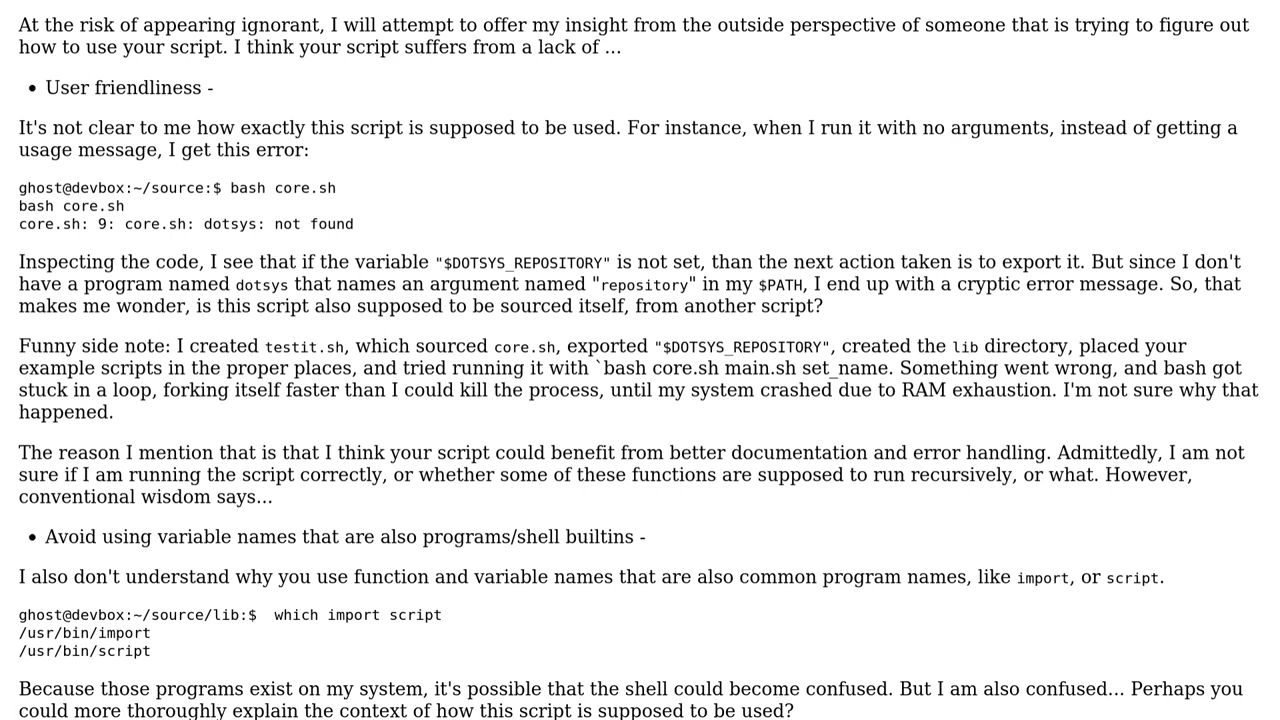 At the risk of appearing ignorant, I will attempt to offer my insight from the outside perspective of someone that is trying to figure out
how to use your script. I think your script suffers from a lack of ...
• User friendliness -
It's not clear to me how exactly this script is supposed to be used. For instance, when I run it with no arguments, instead of getting a
usage message, I get this error:
ghost@devbox:~/source:$ bash core.sh
bash core.sh
core.sh: 9: core.sh: dotsys: not found
Inspecting the code, I see that if the variable "$DOTSYS_REPOSITORY" is not set, than the next action taken is to export it. But since I don't
have a program named dotsys that names an argument named "repository" in my $PATH, I end up with a cryptic error message. So, that
makes me wonder, is this script also supposed to be sourced itself, from another script?
Funny side note: I created testit.sh, which sourced core.sh, exported "$DOTSYS_REPOSITORY", created the lib directory, placed your
example scripts in the proper places, and tried running it with `bash core.sh main.sh set_name. Something went wrong, and bash got
stuck in a loop, forking itself faster than I could kill the process, until my system crashed due to RAM exhaustion. I'm not sure why that
happened.
The reason I mention that is that I think your script could benefit from better documentation and error handling. Admittedly, I am not
sure if I am running the script correctly, or whether some of these functions are supposed to run recursively, or what. However,
conventional wisdom says...
• Avoid using variable names that are also programs/shell builtins -
I also don't understand why you use function and variable names that are also common program names, like import, or script.
ghost@devbox:~/source/lib:$  which import script
/usr/bin/import
/usr/bin/script
Because those programs exist on my system, it's possible that the shell could become confused. But I am also confused... Perhaps you
could more thoroughly explain the context of how this script is supposed to be used?